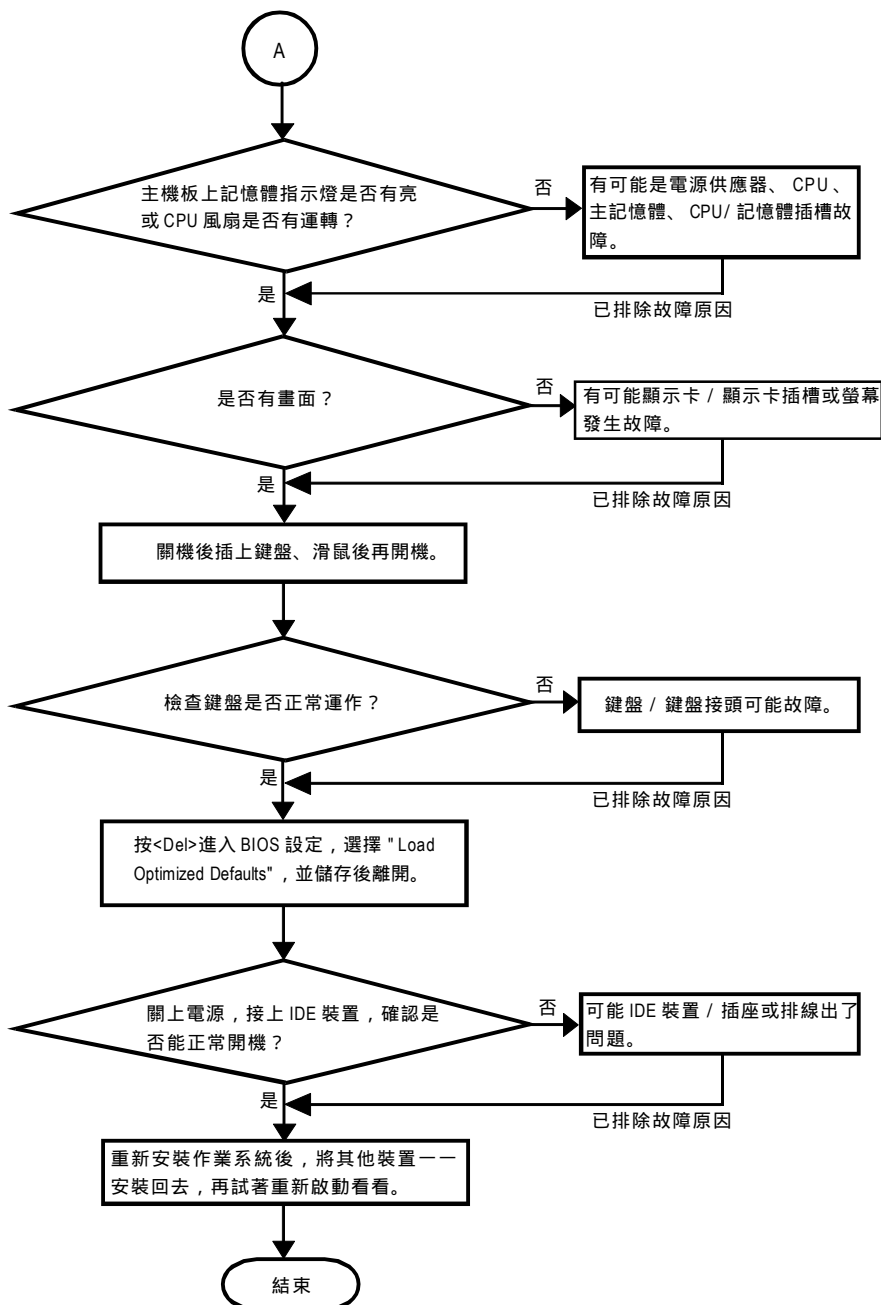 A
主機板上記憶體指示燈是否有亮
或 CPU 風扇是否有運轉？
否
有可能是電源供應器、 CPU 、
主記憶體、 CPU/ 記憶體插槽故
障。
是
已排除故障原因
是否有畫面？
否
有可能顯示卡 / 顯示卡插槽或螢幕
發生故障。
是
已排除故障原因
關機後插上鍵盤、滑鼠後再開機。
檢查鍵盤是否正常運作？
否
鍵盤 / 鍵盤接頭可能故障。
是
已排除故障原因
按<Del>進入 BIOS 設定，選擇 " Load
Optimized Defaults" ，並儲存後離開。
關上電源，接上 IDE 裝置，確認是
否能正常開機？
否
可能 IDE 裝置 / 插座或排線出了
問題。
是
已排除故障原因
重新安裝作業系統後，將其他裝置一一
安裝回去，再試著重新啟動看看。
結束